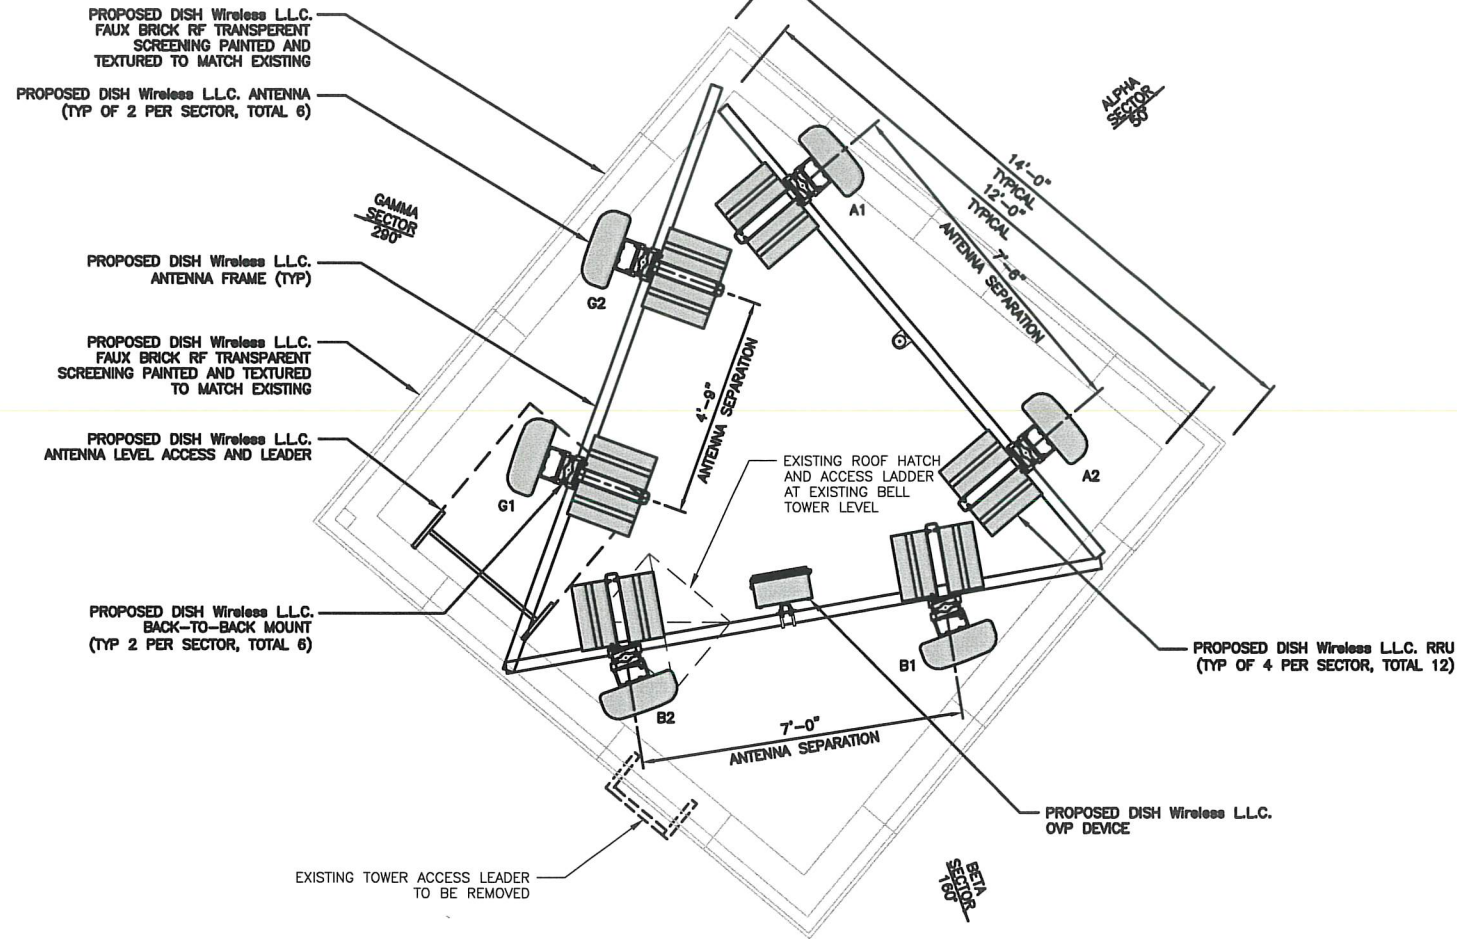 PROPOSED DISH Wireless L.L.C.
FAUX BRICK RF TRANSPERENT
SCREENING PAINTED AND
TEXTURED TO MATCH EXISTING
PROPOSED DISH Wireless L.L.C. ANTENNA
(TYP OF 2 PER SECTOR, TOTAL 6)
ALPHA
SECTOR
50°
GAMMA
SECTOR
290°
14'-0"
TYPICAL
12'-0"
TYPICAL
7'-6"
ANTENNA SEPARATION
A1
PROPOSED DISH Wireless L.L.C.
ANTENNA FRAME (TYP)
G2
PROPOSED DISH Wireless L.L.C.
FAUX BRICK RF TRANSPARENT
SCREENING PAINTED AND TEXTURED
TO MATCH EXISTING
4'-9"
ANTENNA SEPARATION
PROPOSED DISH Wireless L.L.C.
ANTENNA LEVEL ACCESS AND LEADER
EXISTING ROOF HATCH
AND ACCESS LADDER
AT EXISTING BELL
TOWER LEVEL
A2
G1
PROPOSED DISH Wireless L.L.C.
BACK-TO-BACK MOUNT
(TYP 2 PER SECTOR, TOTAL 6)
PROPOSED DISH Wireless L.L.C. RRU
(TYP OF 4 PER SECTOR, TOTAL 12)
B1
B2
7'-0"
ANTENNA SEPARATION
PROPOSED DISH Wireless L.L.C.
OVP DEVICE
EXISTING TOWER ACCESS LEADER
TO BE REMOVED
BETA
SECTOR
160°